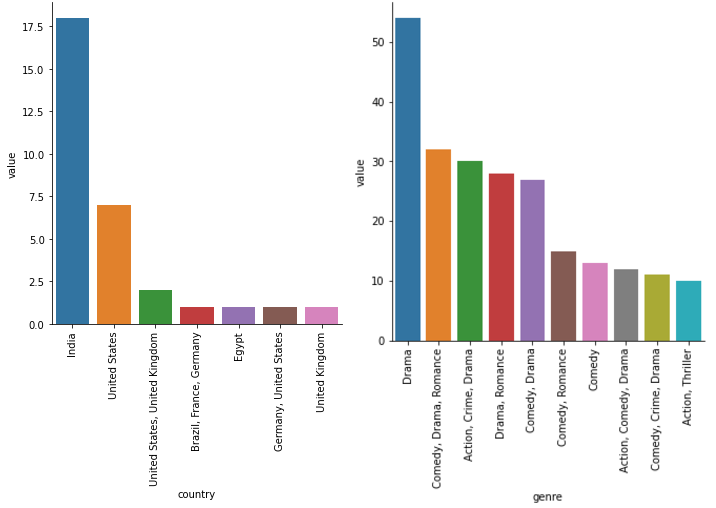 value
17.5
15.0
12.5
10.0
7.5
5.0
2.5
0.0
India
United States
United States, United Kingdom
Brazil, France, Germany
Egypt
Germany, United States
United Kingdom
country
value
50
40
30
20
10
0
Drama
Comedy, Drama, Romance
Action, Crime, Drama
Drama, Romance
Comedy, Drama
Comedy, Romance
Comedy
Action, Comedy, Drama
Comedy, Crime, Drama
Action, Thriller
genre